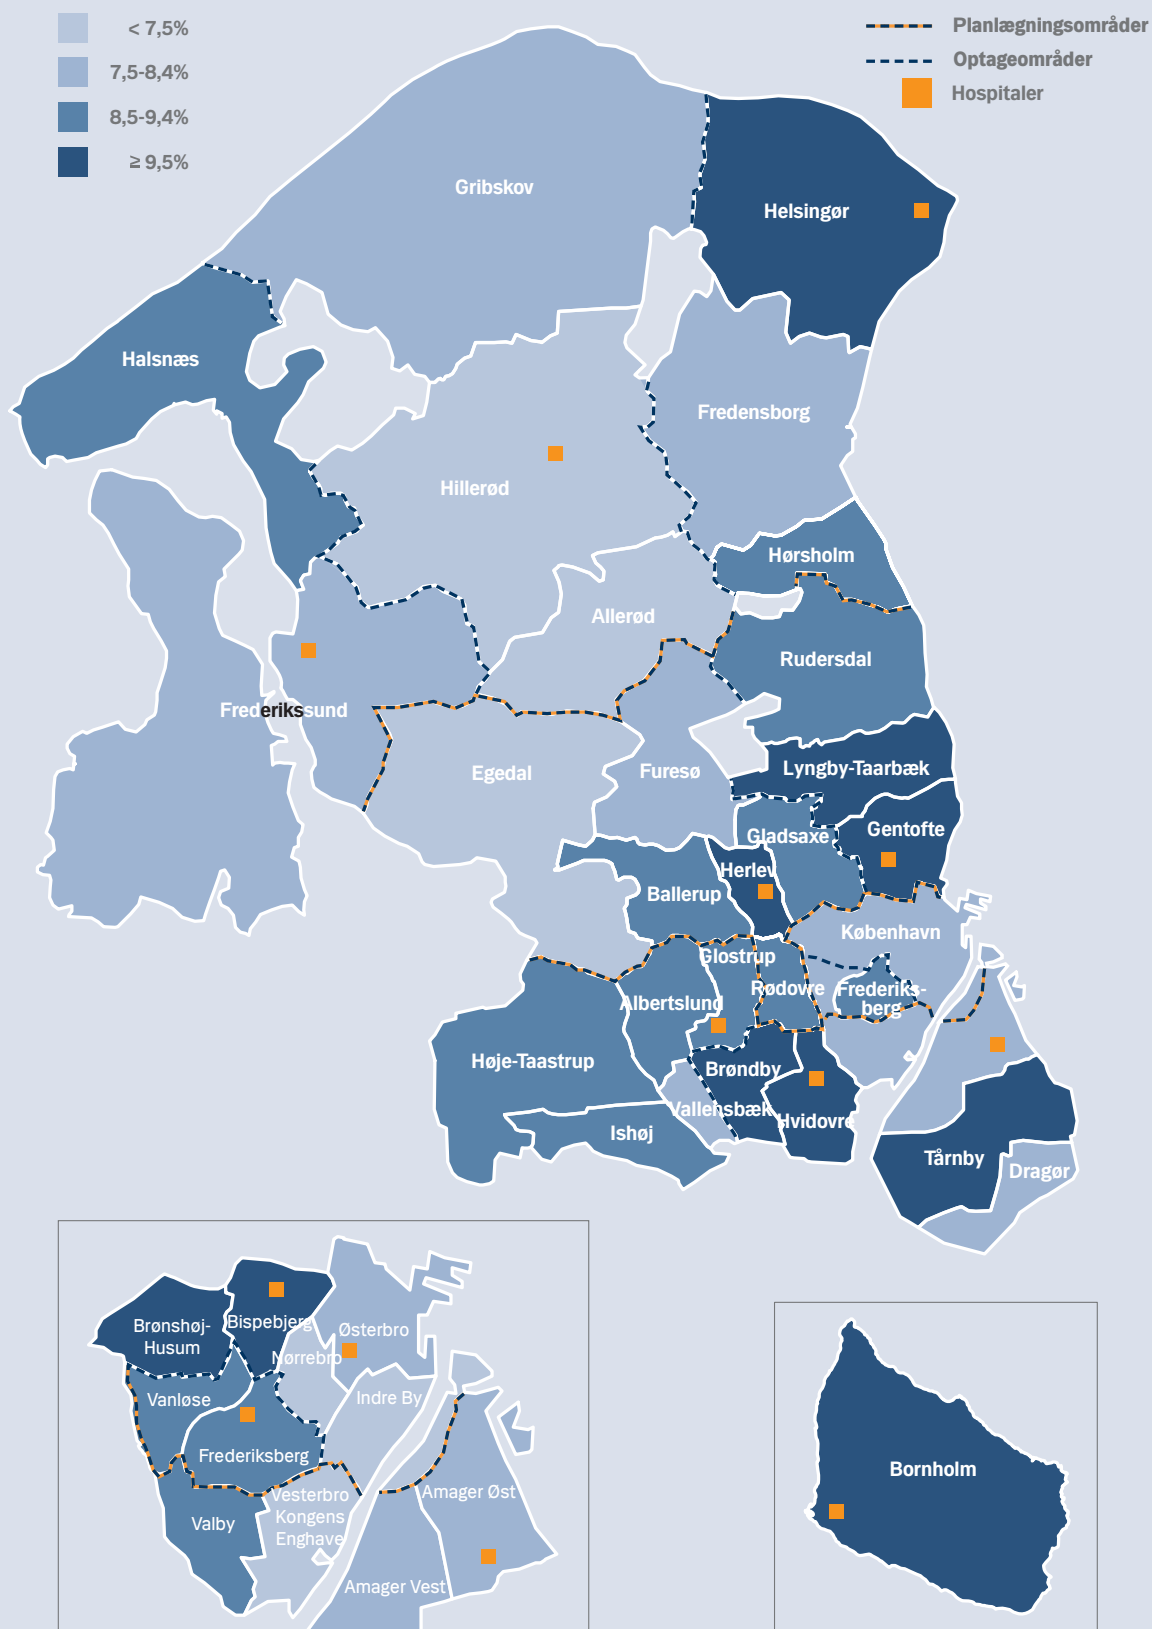 < 7,5%
7,5-8,4%
8,5-9,4%
≥ 9,5%
Planlægningsområder
Optageområder
Hospitaler
Gribskov
Helsingør
Halsnæs
Fredensborg
Hillerød
Hørsholm
Allerød
Rudersdal
Frederikssund
Egedal
Furesø
Lyngby-Taarbæk
Gentofte
Gladsaxe
Herlev
Ballerup
København
Glostrup
Rødovre
Frederiks-
berg
Albertslund
Høje-Taastrup
Brøndby
Vallensbæk
Hvidovre
Ishøj
Tårnby
Dragør
Brønshøj-
Husum
Bispebjerg
Østerbro
Nørrebro
Vanløse
Indre By
Frederiksberg
Vesterbro
Kongens
Enghave
Valby
Amager Øst
Amager Vest
Bornholm